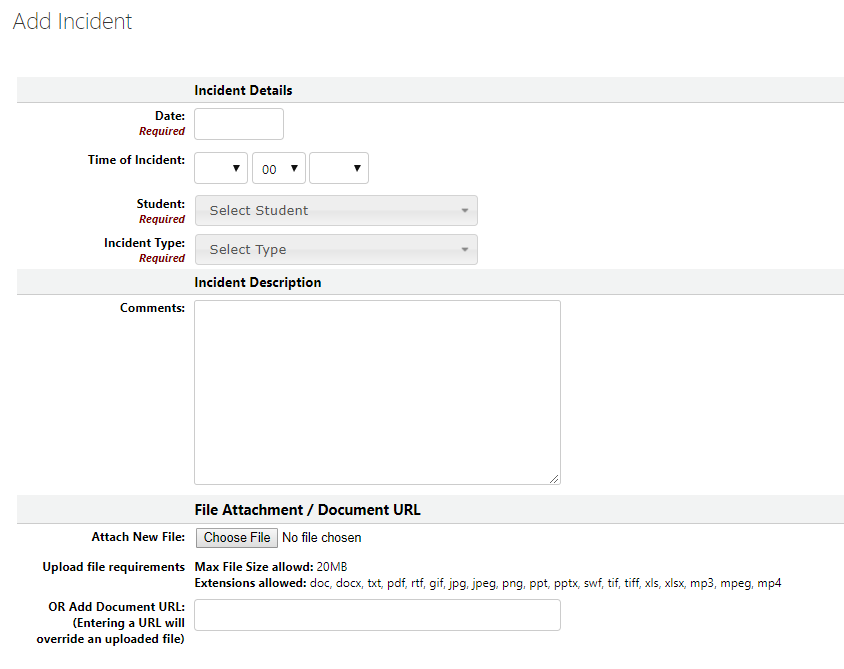 Add Incident
Incident Details
Date:
Required
Time of Incident:
00
Student:
Required
Select Student
Incident Type:
Required
Select Type
Incident Description
Comments:
File Attachment / Document URL
Attach New File:
Choose File No file chosen
Upload file requirements
Max File Size allowd: 20MB
Extensions allowed: doc, docx, txt, pdf, rtf, gif, jpg, jpeg, png, ppt, pptx, swf, tif, tiff, xls, xlsx, mp3, mpeg, mp4
OR Add Document URL:
(Entering a URL will
override an uploaded file)